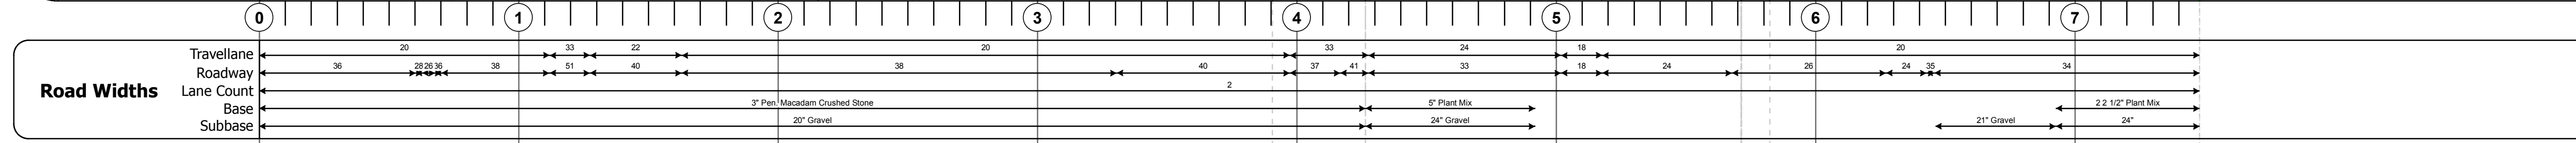 0 1 2 3 4 5 6 7
Travellane 20 33 22 20 33 24 18 20
Roadway 36 28 26 36 38 51 40 38 40 37 41 33 18 24 26 24 35 34
Road Widths
Lane Count 2
Base 3" Pen. Macadam Crushed Stone 5" Plant Mix 2 2 1/2" Plant Mix
Subbase 20" Gravel 24" Gravel 21" Gravel 24"